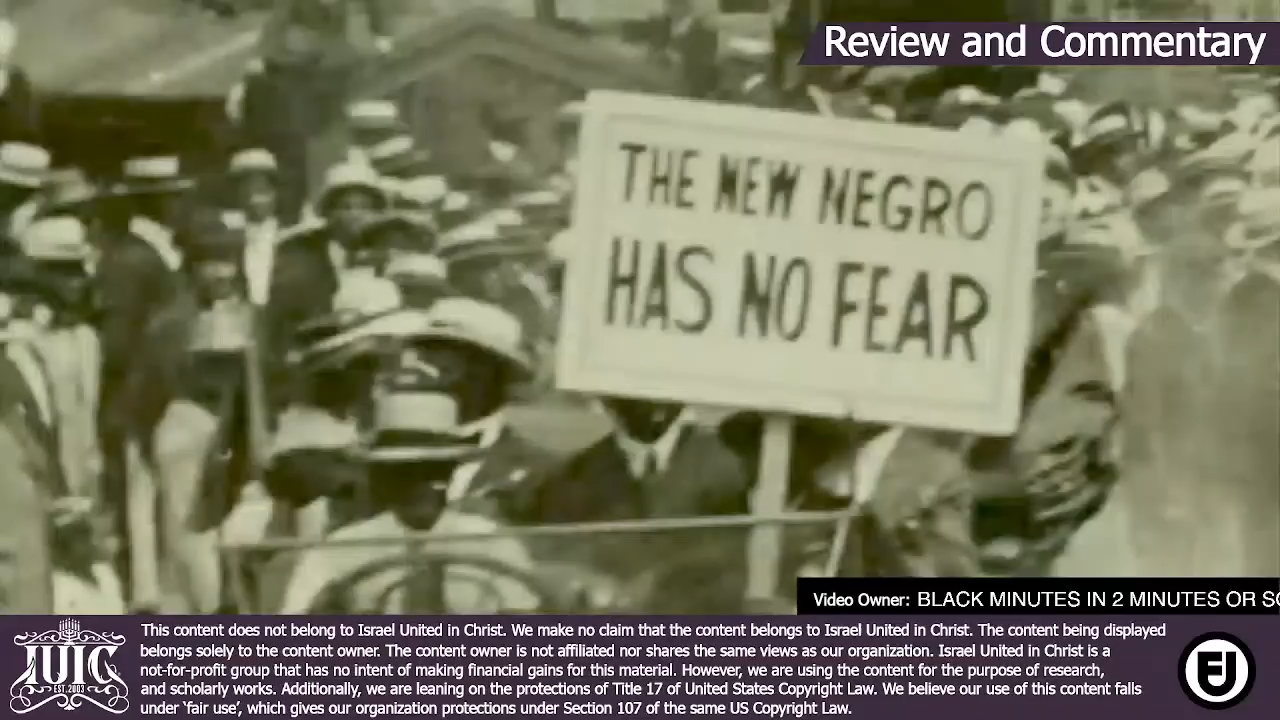 Review and Commentary
THE NEW NEGRO
HAS NO FEAR
Video Owner: BLACK MINUTES IN 2 MINUTES OR
IUIC
EST.2003
This content does not belong to Israel United in Christ. We make no claim that the content belongs to Israel United in Christ. The content being displayed
belongs solely to the content owner. The content owner is not affiliated nor shares the same views as our organization. Israel United in Christ is a
not-for-profit group that has no intent of making financial gains for this material. However, we are using the content for the purpose of research,
and scholarly works. Additionally, we are leaning on the protections of Title 17 of United States Copyright Law. We believe our use of this content falls
under 'fair use', which gives our organization protections under Section 107 of the same US Copyright Law.